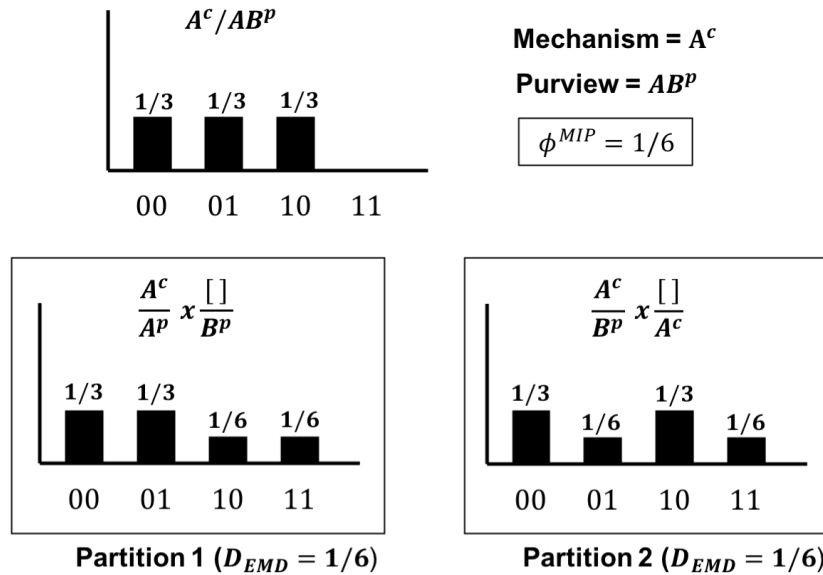 A^c/AB^p
1/3 1/3 1/3
00 01 10 11
Mechanism = A^c
Purview = AB^p
ϕ^MIP = 1/6
A^c/A^p x [ ]/B^p
1/3 1/3 1/6 1/6
00 01 10 11
Partition 1 (D_EMD = 1/6)
A^c/B^p x [ ]/A^c
1/3 1/6 1/3 1/6
00 01 10 11
Partition 2 (D_EMD = 1/6)